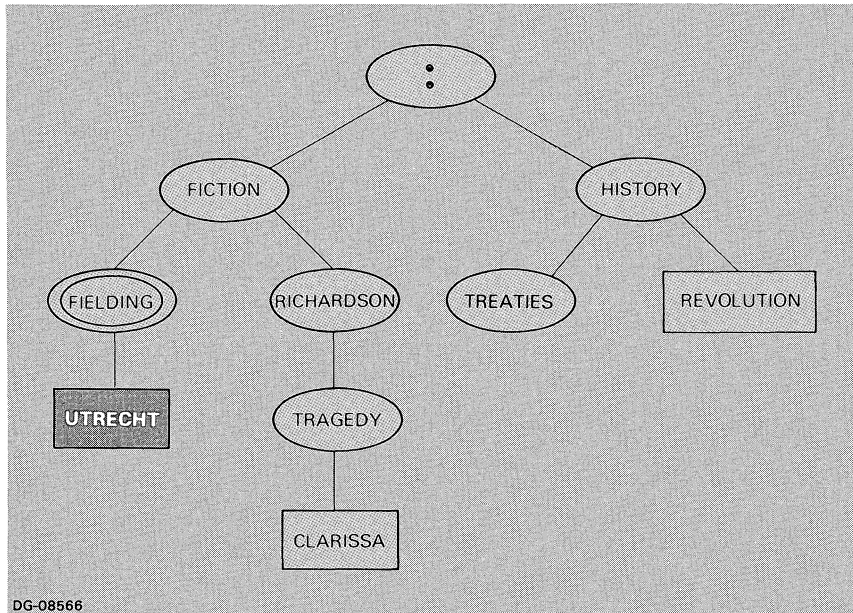 :
FICTION
HISTORY
FIELDING
RICHARDSON
TREATIES
REVOLUTION
UTRECHT
TRAGEDY
CLARISSA
DG-08566